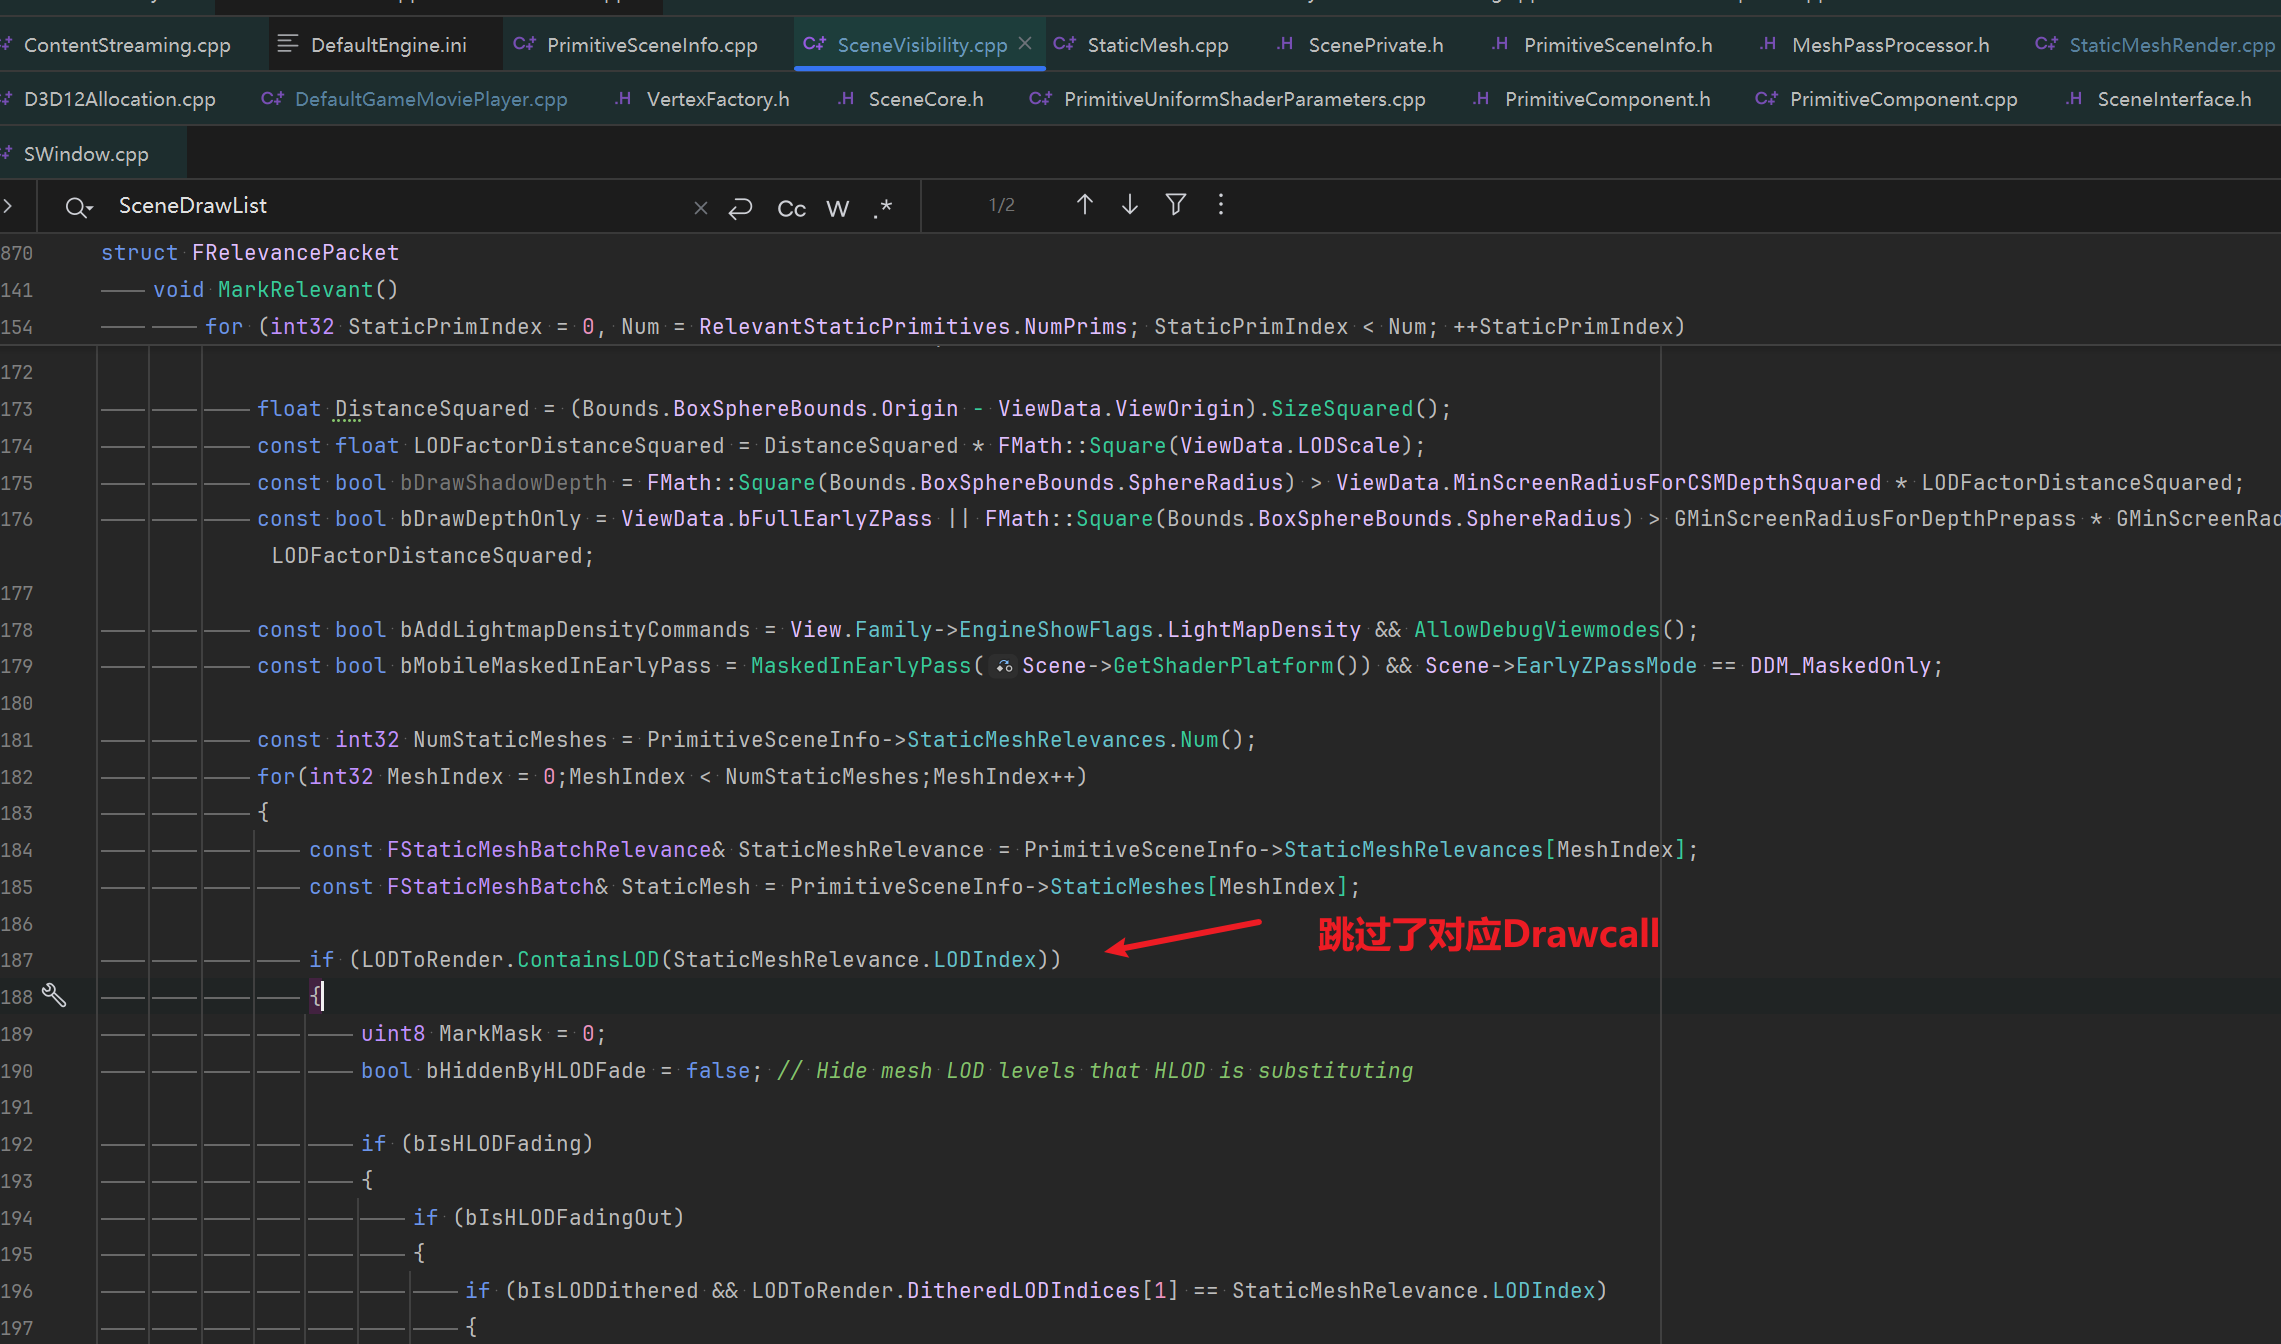 ContentStreaming.cpp DefaultEngine.ini PrimitiveSceneInfo.cpp SceneVisibility.cpp StaticMesh.cpp ScenePrivate.h PrimitiveSceneInfo.h MeshPassProcessor.h StaticMeshRender.cpp
D3D12Allocation.cpp DefaultGameMoviePlayer.cpp VertexFactory.h SceneCore.h PrimitiveUniformShaderParameters.cpp PrimitiveComponent.h PrimitiveComponent.cpp SceneInterface.h
SWindow.cpp
SceneDrawList Cc W .* 1/2
870 struct FRelevancePacket
141 void MarkRelevant()
154 for (int32 StaticPrimIndex = 0, Num = RelevantStaticPrimitives.NumPrims; StaticPrimIndex < Num; ++StaticPrimIndex)
172
173 float DistanceSquared = (Bounds.BoxSphereBounds.Origin - ViewData.ViewOrigin).SizeSquared();
174 const float LODFactorDistanceSquared = DistanceSquared * FMath::Square(ViewData.LODScale);
175 const bool bDrawShadowDepth = FMath::Square(Bounds.BoxSphereBounds.SphereRadius) > ViewData.MinScreenRadiusForCSMDepthSquared * LODFactorDistanceSquared;
176 const bool bDrawDepthOnly = ViewData.bFullEarlyZPass || FMath::Square(Bounds.BoxSphereBounds.SphereRadius) > GMinScreenRadiusForDepthPrepass * GMinScreenRad
LODFactorDistanceSquared;
177
178 const bool bAddLightmapDensityCommands = View.Family->EngineShowFlags.LightMapDensity && AllowDebugViewmodes();
179 const bool bMobileMaskedInEarlyPass = MaskedInEarlyPass(Scene->GetShaderPlatform()) && Scene->EarlyZPassMode == DDM_MaskedOnly;
180
181 const int32 NumStaticMeshes = PrimitiveSceneInfo->StaticMeshRelevances.Num();
182 for(int32 MeshIndex = 0;MeshIndex < NumStaticMeshes;MeshIndex++)
183 {
184 const FStaticMeshBatchRelevance& StaticMeshRelevance = PrimitiveSceneInfo->StaticMeshRelevances[MeshIndex];
185 const FStaticMeshBatch& StaticMesh = PrimitiveSceneInfo->StaticMeshes[MeshIndex];
186
跳过了对应Drawcall
187 if (LODToRender.ContainsLOD(StaticMeshRelevance.LODIndex))
188 {
189 uint8 MarkMask = 0;
190 bool bHiddenByHLODFade = false; // Hide mesh LOD levels that HLOD is substituting
191
192 if (bIsHLODFading)
193 {
194 if (bIsHLODFadingOut)
195 {
196 if (bIsLODDithered && LODToRender.DitheredLODIndices[1] == StaticMeshRelevance.LODIndex)
197 {